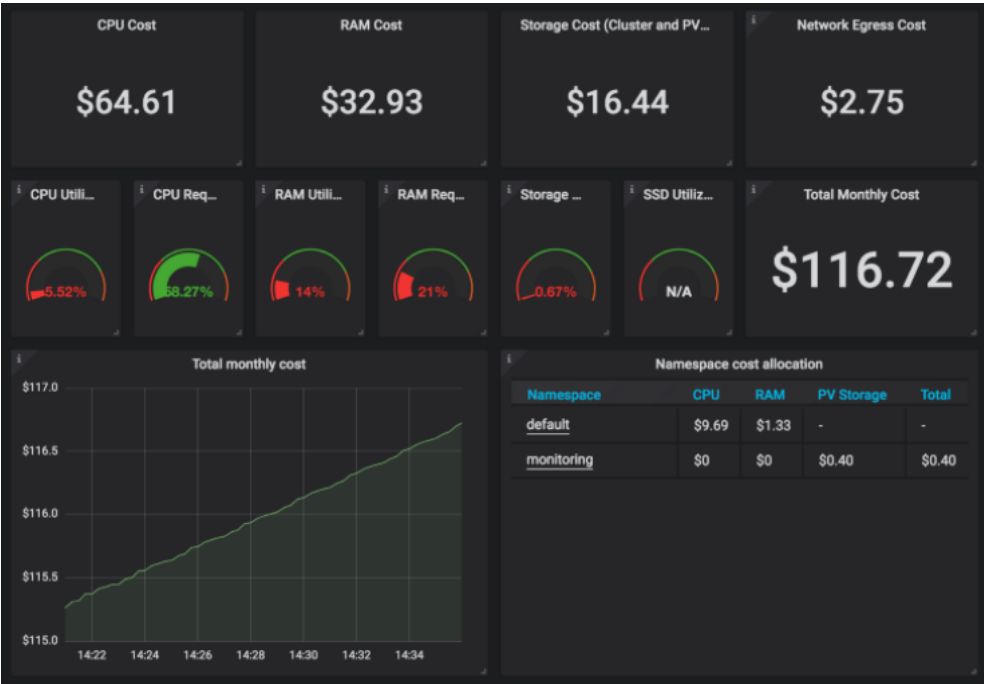 CPU Cost
RAM Cost
Storage Cost (Cluster and PV...
Network Egress Cost
$64.61
$32.93
$16.44
$2.75
CPU Utili...
CPU Req...
RAM Utili...
RAM Req...
Storage ...
SSD Utiliz...
Total Monthly Cost
5.52%
58.27%
14%
21%
0.67%
N/A
$116.72
Total monthly cost
$117.0
$116.5
$116.0
$115.5
$115.0
14:22 14:24 14:26 14:28 14:30 14:32 14:34
Namespace cost allocation
Namespace CPU RAM PV Storage Total
default $9.69 $1.33 - -
monitoring $0 $0 $0.40 $0.40